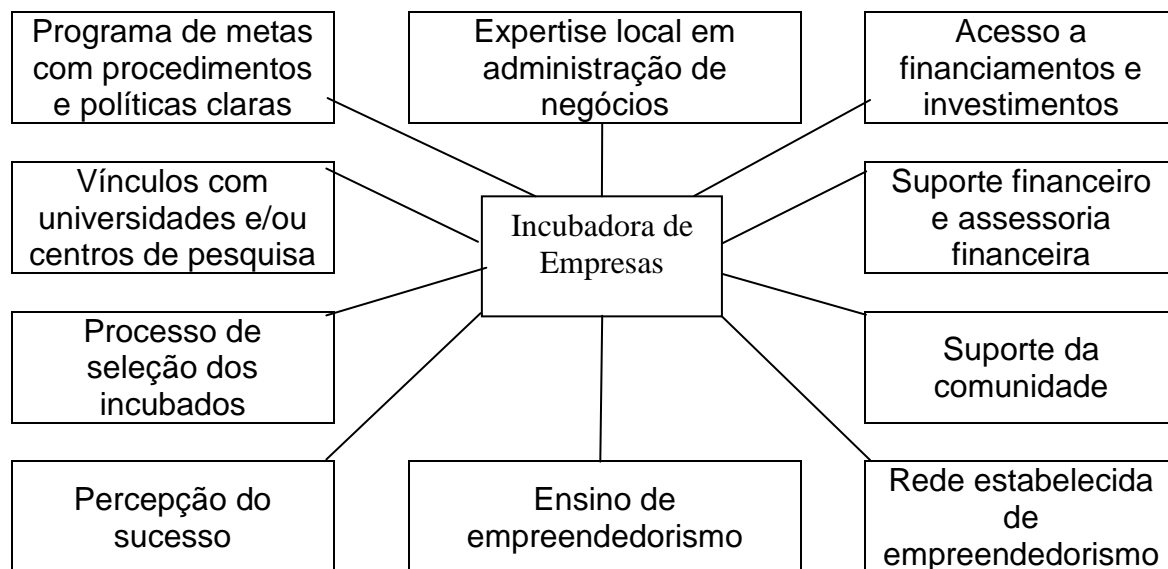 Programa de metas
com procedimentos
e políticas claras
Expertise local em
administração de
negócios
Acesso a
financiamentos e
investimentos
Vínculos com
universidades e/ou
centros de pesquisa
Incubadora de
Empresas
Suporte financeiro
e assessoria
financeira
Processo de
seleção dos
incubados
Suporte da
comunidade
Percepção do
sucesso
Ensino de
empreendedorismo
Rede estabelecida
de
empreendedorismo